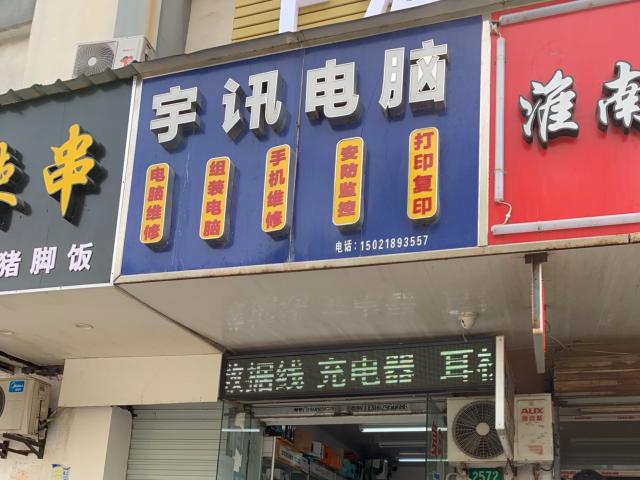 宇讯电脑
电脑维修
组装电脑
手机维修
安防监控
打印复印
电话：15021893557
串
猪脚饭
淮南
数据线 充电器 耳
AUX
2572
Midea